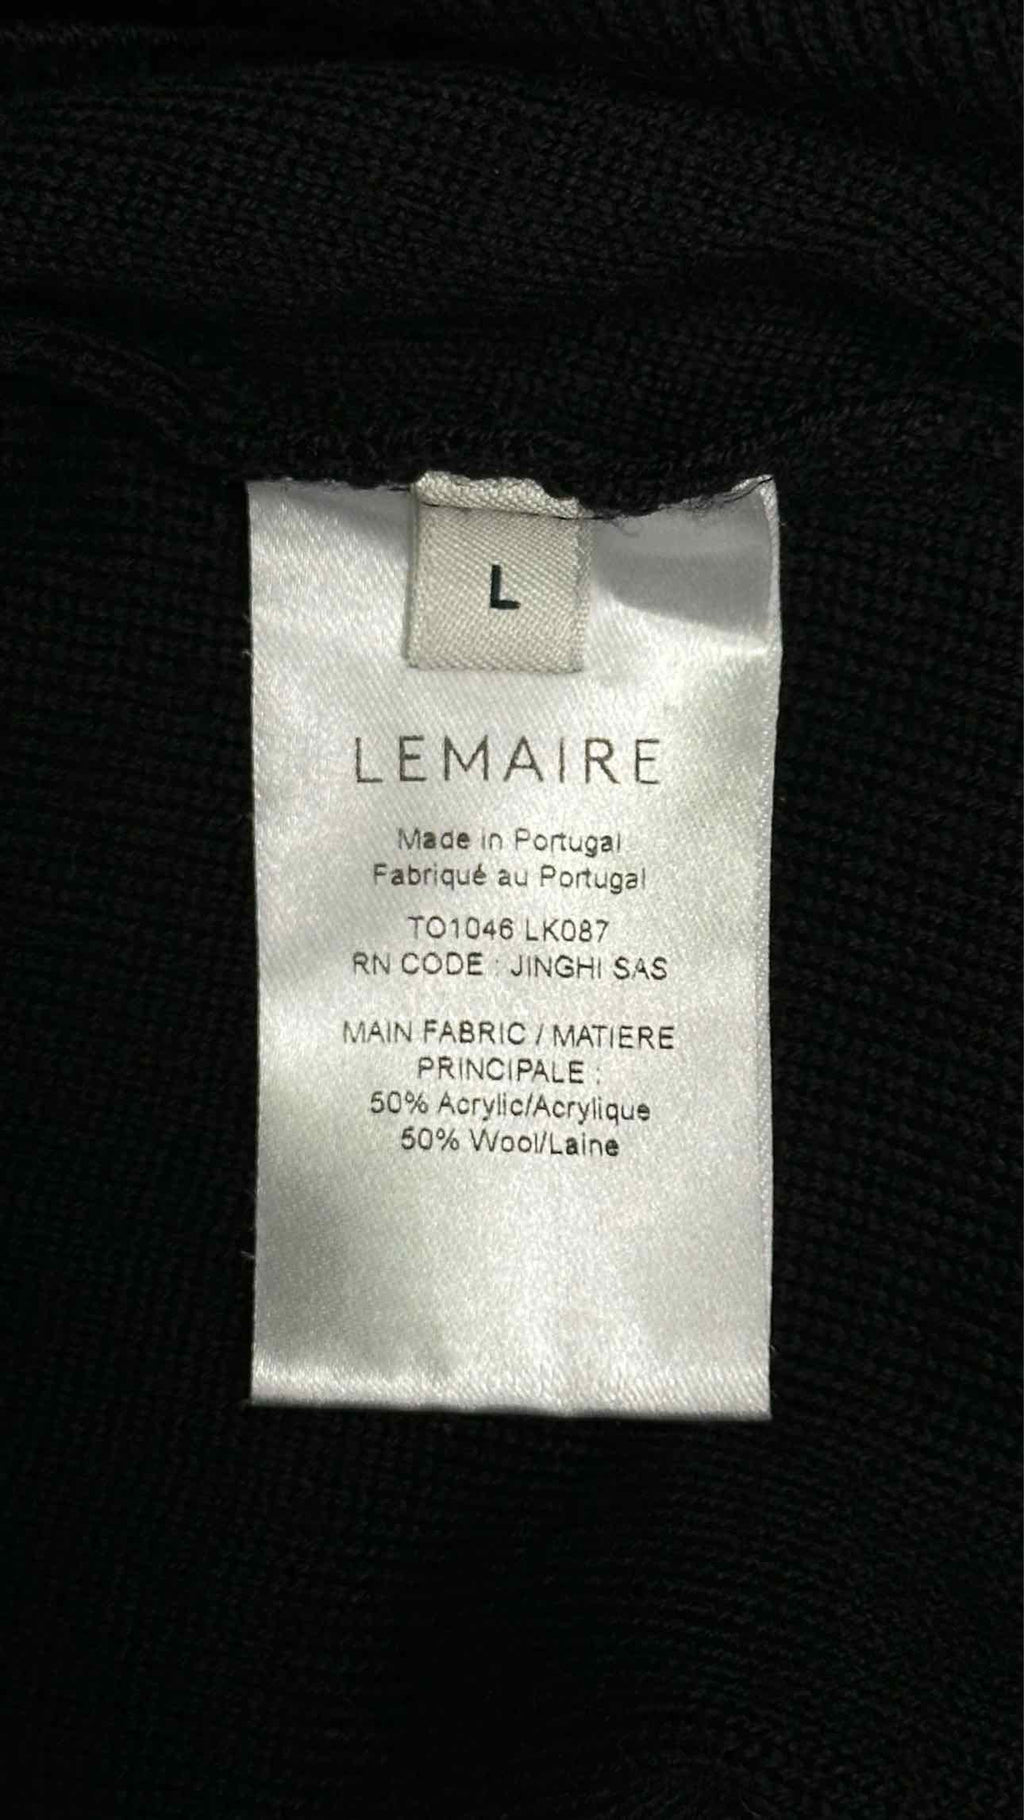 L
LEMAIRE
Made in Portugal
Fabriqué au Portugal
TO1046 LK087
RN CODE : JINGHI SAS
MAIN FABRIC / MATIERE
PRINCIPALE :
50% Acrylic/Acrylique
50% Wool/Laine